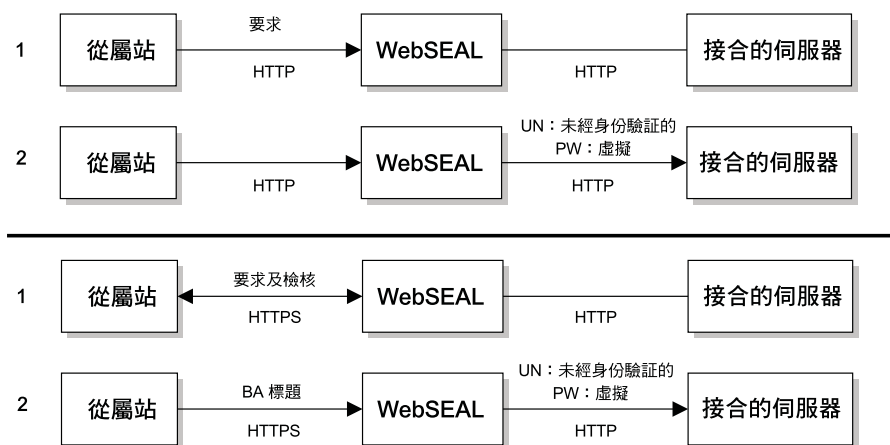 要求
1 從屬站 WebSEAL 接合的伺服器
HTTP HTTP
UN：未經身份驗証的
PW：虛擬
2 從屬站 WebSEAL 接合的伺服器
HTTP HTTP
要求及檢核
1 從屬站 WebSEAL 接合的伺服器
HTTPS HTTP
UN：未經身份驗証的
BA 標題 PW：虛擬
2 從屬站 WebSEAL 接合的伺服器
HTTPS HTTP